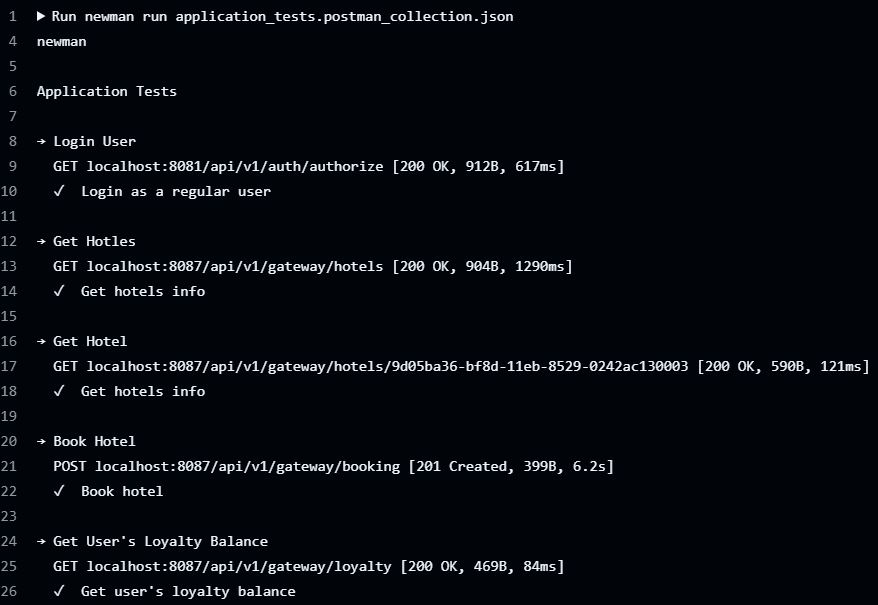 1 ▶ Run newman run application_tests.postman_collection.json
4 newman
5
6 Application Tests
7
8 → Login User
9 GET localhost:8081/api/v1/auth/authorize [200 OK, 912B, 617ms]
10 ✓ Login as a regular user
11
12 → Get Hotles
13 GET localhost:8087/api/v1/gateway/hotels [200 OK, 904B, 1290ms]
14 ✓ Get hotels info
15
16 → Get Hotel
17 GET localhost:8087/api/v1/gateway/hotels/9d05ba36-bf8d-11eb-8529-0242ac130003 [200 OK, 590B, 121ms]
18 ✓ Get hotels info
19
20 → Book Hotel
21 POST localhost:8087/api/v1/gateway/booking [201 Created, 399B, 6.2s]
22 ✓ Book hotel
23
24 → Get User's Loyalty Balance
25 GET localhost:8087/api/v1/gateway/loyalty [200 OK, 469B, 84ms]
26 ✓ Get user's loyalty balance